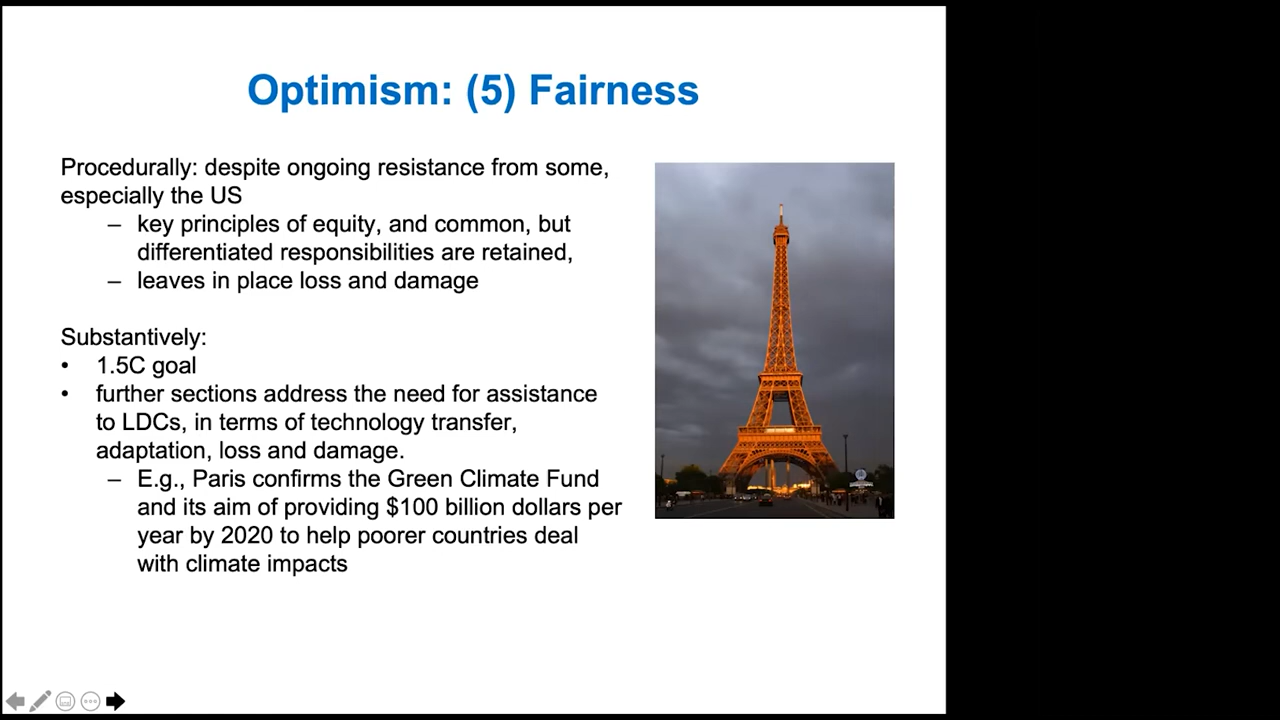 Optimism: (5) Fairness
Procedurally: despite ongoing resistance from some,
especially the US
– key principles of equity, and common, but
differentiated responsibilities are retained,
– leaves in place loss and damage
Substantively:
• 1.5C goal
• further sections address the need for assistance
to LDCs, in terms of technology transfer,
adaptation, loss and damage.
– E.g., Paris confirms the Green Climate Fund
and its aim of providing $100 billion dollars per
year by 2020 to help poorer countries deal
with climate impacts